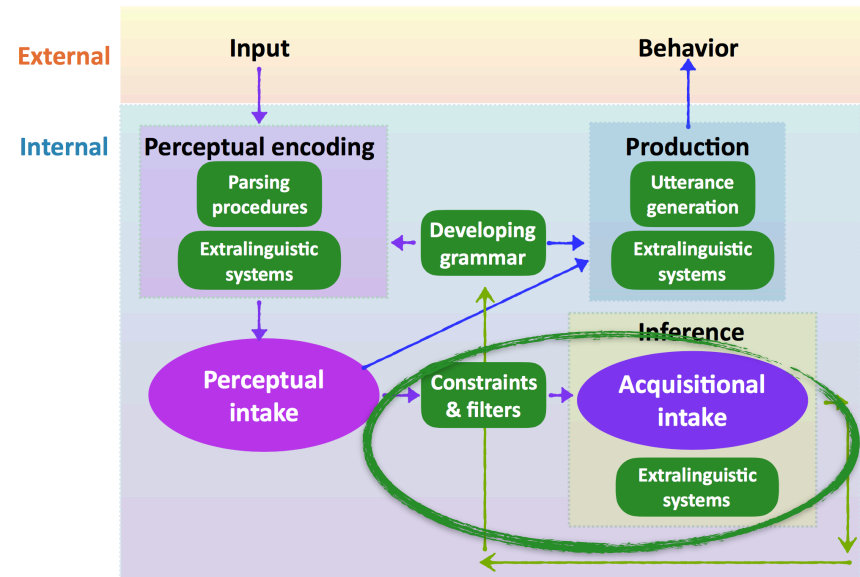 External
Input
Behavior
Internal
Perceptual encoding
Parsing
procedures
Extralinguistic
systems
Developing
grammar
Production
Utterance
generation
Extralinguistic
systems
Perceptual
intake
Constraints
& filters
Inference
Acquisitional
intake
Extralinguistic
systems